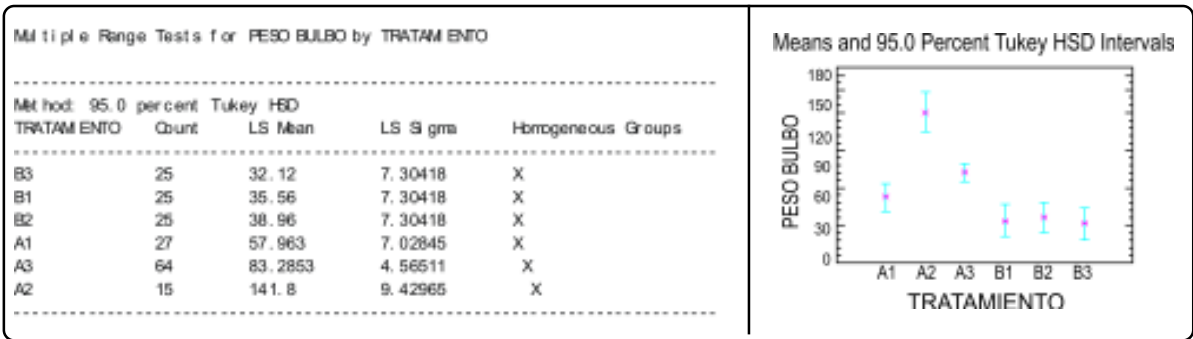 Multiple Range Tests for PESO BULBO by TRATAMIENTO
--------------------------------------------------------------------------------
Method: 95.0 percent Tukey HSD
TRATAMIENTO Count LS Mean LS Sigma Homogeneous Groups
--------------------------------------------------------------------------------
B3 25 32.12 7.30418 X
B1 25 35.56 7.30418 X
B2 25 38.96 7.30418 X
A1 27 57.963 7.02845 X
A3 64 83.2853 4.56511 X
A2 15 141.8 9.42965 X
--------------------------------------------------------------------------------
Means and 95.0 Percent Tukey HSD Intervals
PESO BULBO
180
150
120
90
60
30
0
A1 A2 A3 B1 B2 B3
TRATAMIENTO